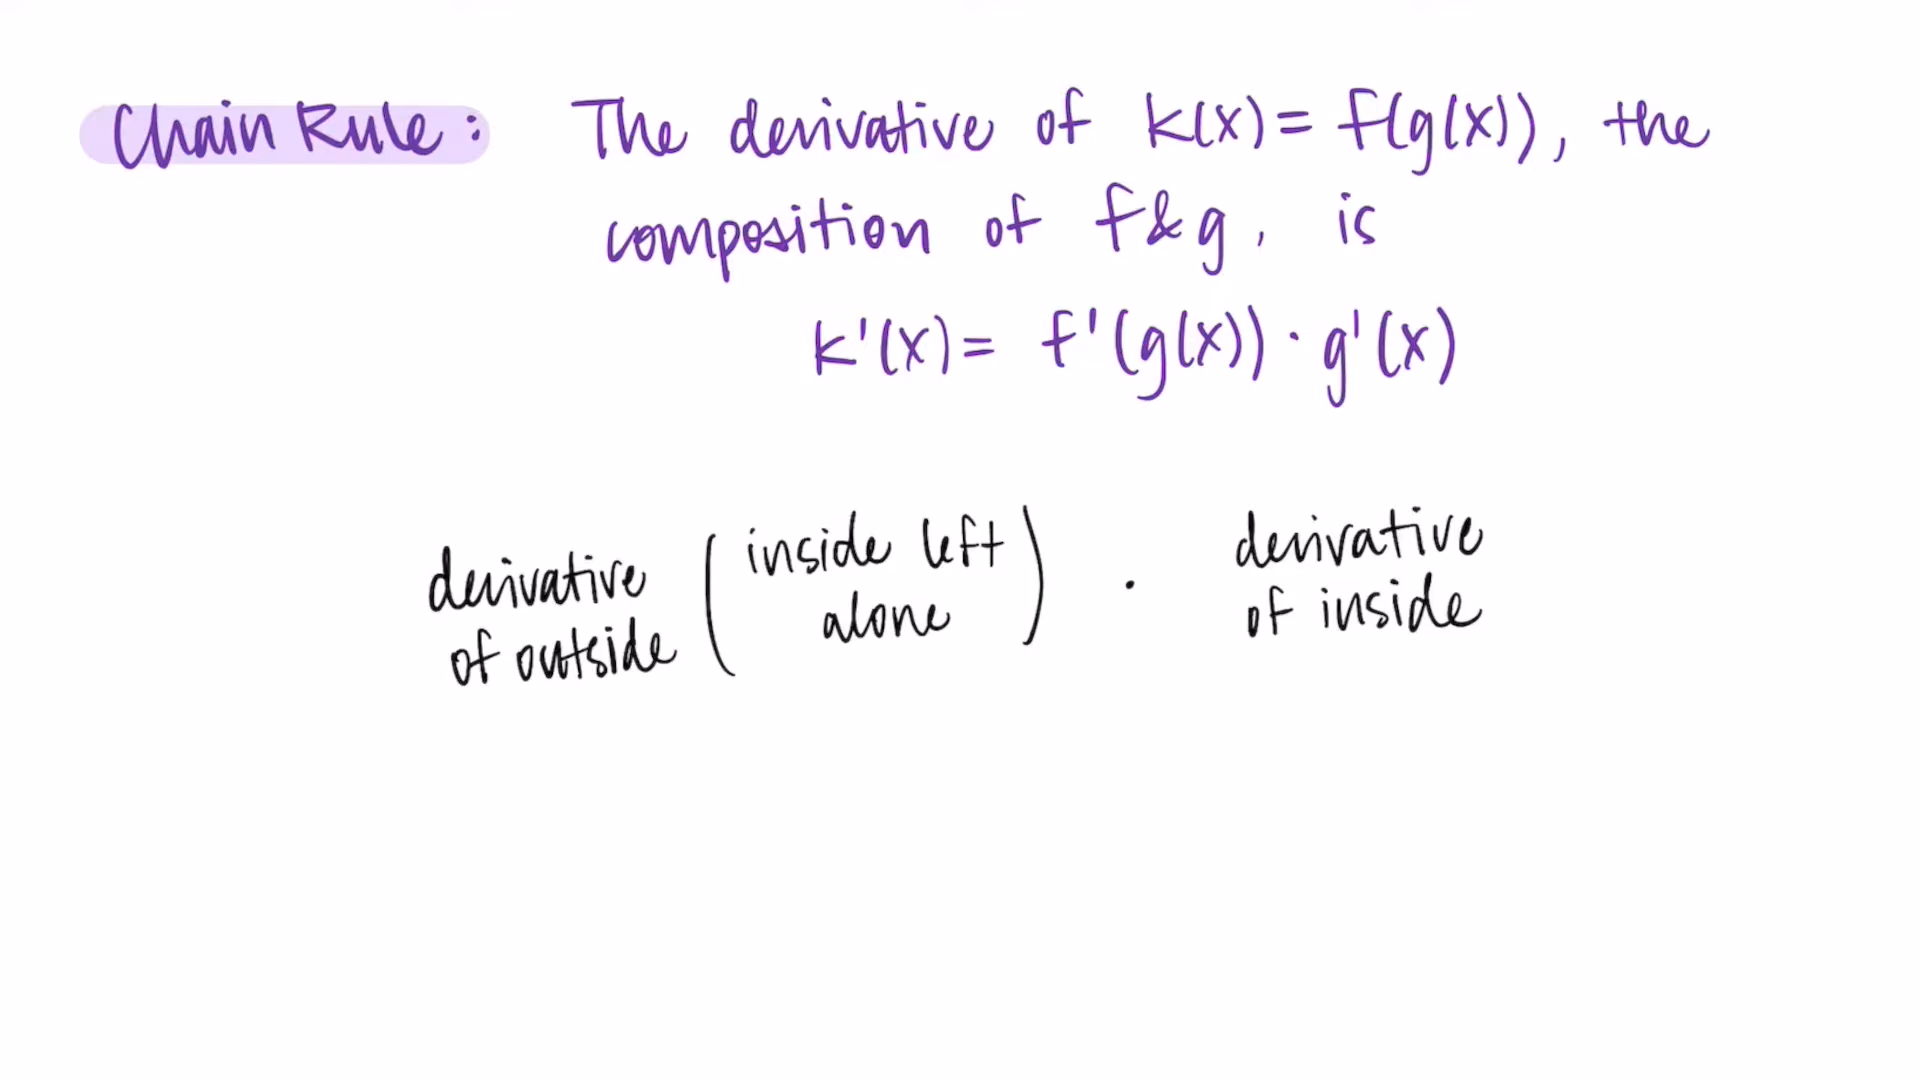 Chain Rule: The derivative of k(x) = f(g(x)), the
composition of f & g, is
k'(x) = f'(g(x)) · g'(x)
derivative of outside ( inside left alone ) · derivative of inside